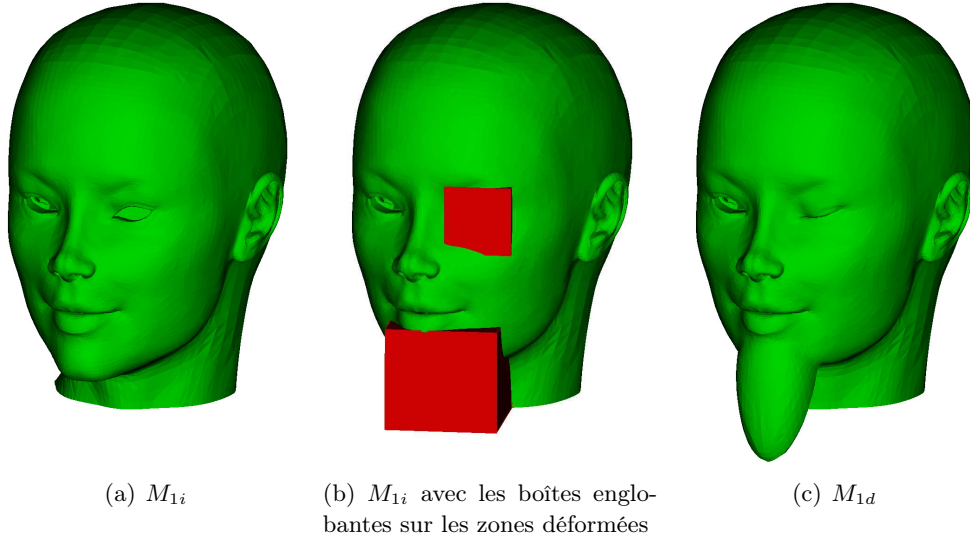 (a) M₁ᵢ
(b) M₁ᵢ avec les boîtes englo-
bantes sur les zones déformées
(c) M₁d